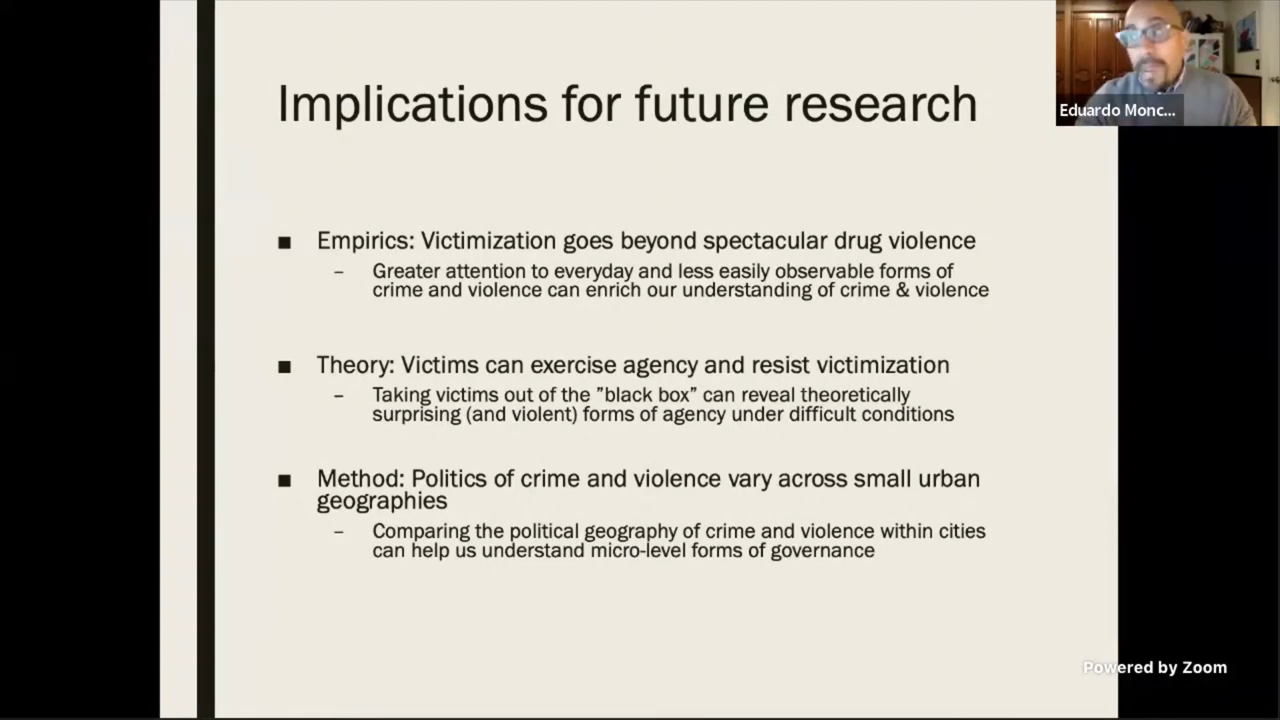 Implications for future research
Eduardo Monc...
■ Empirics: Victimization goes beyond spectacular drug violence
– Greater attention to everyday and less easily observable forms of
crime and violence can enrich our understanding of crime & violence
■ Theory: Victims can exercise agency and resist victimization
– Taking victims out of the ”black box” can reveal theoretically
surprising (and violent) forms of agency under difficult conditions
■ Method: Politics of crime and violence vary across small urban
geographies
– Comparing the political geography of crime and violence within cities
can help us understand micro-level forms of governance
Powered by Zoom